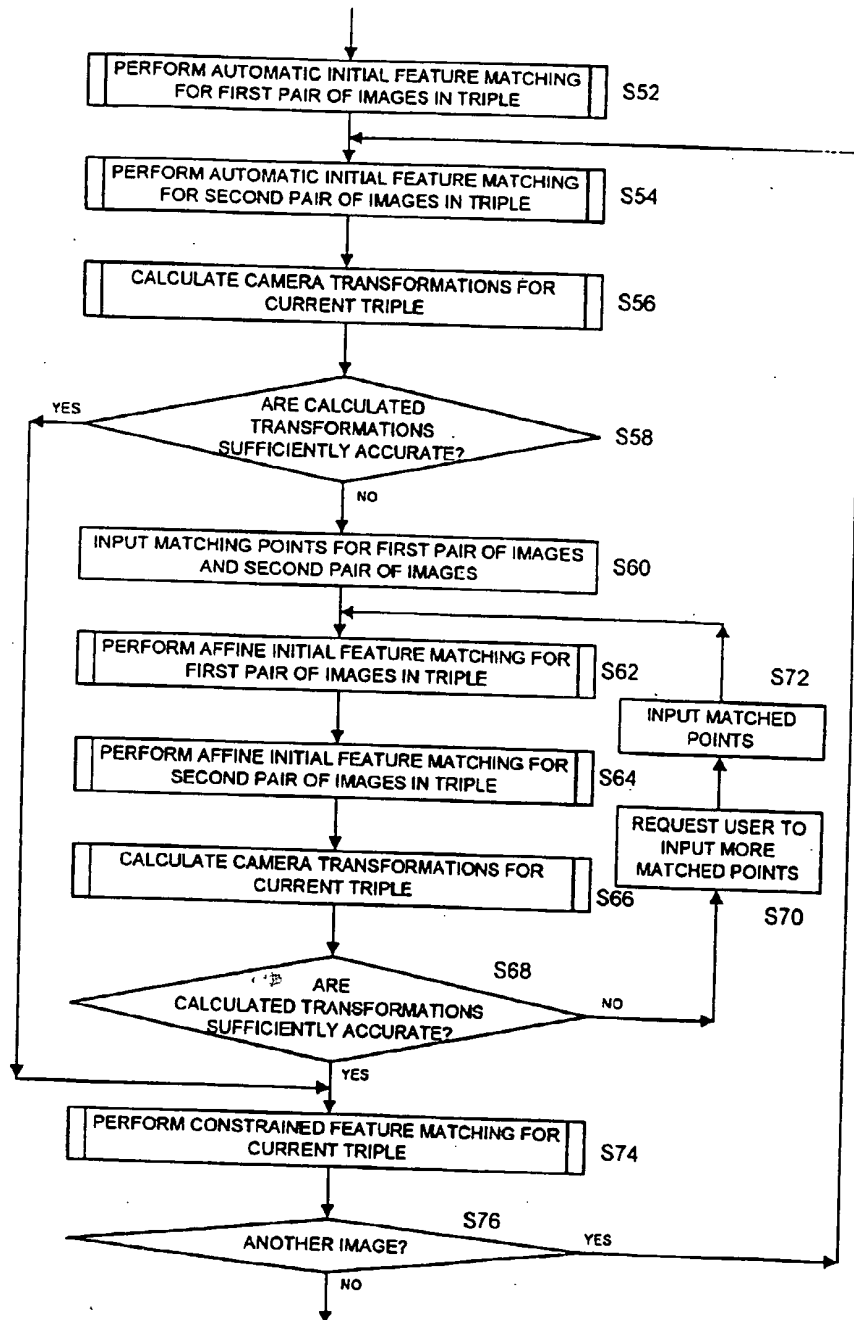 PERFORM AUTOMATIC INITIAL FEATURE MATCHING
FOR FIRST PAIR OF IMAGES IN TRIPLE
S52
PERFORM AUTOMATIC INITIAL FEATURE MATCHING
FOR SECOND PAIR OF IMAGES IN TRIPLE
S54
CALCULATE CAMERA TRANSFORMATIONS FOR
CURRENT TRIPLE
S56
YES
ARE CALCULATED
TRANSFORMATIONS
SUFFICIENTLY ACCURATE?
S58
NO
INPUT MATCHING POINTS FOR FIRST PAIR OF IMAGES
AND SECOND PAIR OF IMAGES
S60
PERFORM AFFINE INITIAL FEATURE MATCHING FOR
FIRST PAIR OF IMAGES IN TRIPLE
S62
S72
INPUT MATCHED
POINTS
PERFORM AFFINE INITIAL FEATURE MATCHING FOR
SECOND PAIR OF IMAGES IN TRIPLE
S64
REQUEST USER TO
INPUT MORE
MATCHED POINTS
S70
CALCULATE CAMERA TRANSFORMATIONS FOR
CURRENT TRIPLE
S66
S68
ARE
CALCULATED TRANSFORMATIONS
SUFFICIENTLY ACCURATE?
NO
YES
PERFORM CONSTRAINED FEATURE MATCHING FOR
CURRENT TRIPLE
S74
S76
ANOTHER IMAGE?
YES
NO